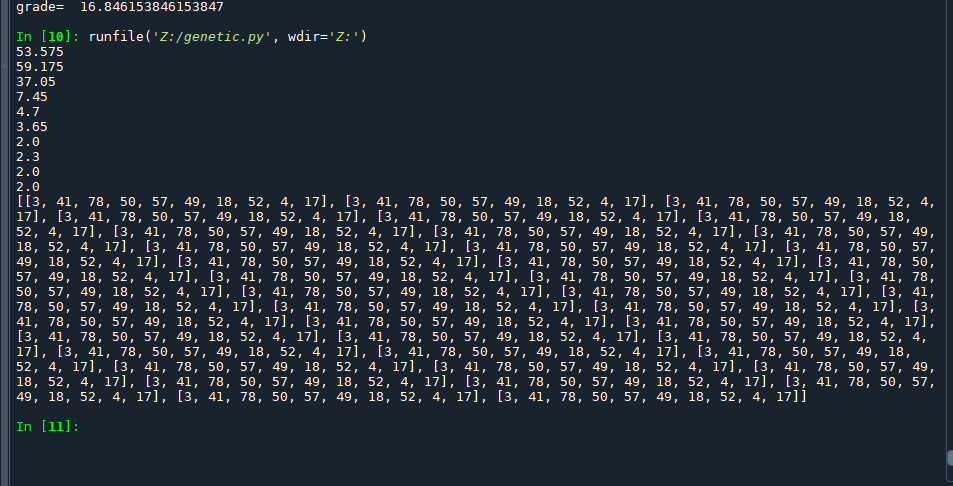 grade=  16.846153846153847
In [10]: runfile('Z:/genetic.py', wdir='Z:')
53.575
59.175
37.05
7.45
4.7
3.65
2.0
2.3
2.0
2.0
[[3, 41, 78, 50, 57, 49, 18, 52, 4, 17], [3, 41, 78, 50, 57, 49, 18, 52, 4, 17], [3, 41, 78, 50, 57, 49, 18, 52, 4,
17], [3, 41, 78, 50, 57, 49, 18, 52, 4, 17], [3, 41, 78, 50, 57, 49, 18, 52, 4, 17], [3, 41, 78, 50, 57, 49, 18,
52, 4, 17], [3, 41, 78, 50, 57, 49, 18, 52, 4, 17], [3, 41, 78, 50, 57, 49, 18, 52, 4, 17], [3, 41, 78, 50, 57, 49,
18, 52, 4, 17], [3, 41, 78, 50, 57, 49, 18, 52, 4, 17], [3, 41, 78, 50, 57, 49, 18, 52, 4, 17], [3, 41, 78, 50, 57,
49, 18, 52, 4, 17], [3, 41, 78, 50, 57, 49, 18, 52, 4, 17], [3, 41, 78, 50, 57, 49, 18, 52, 4, 17], [3, 41, 78, 50,
57, 49, 18, 52, 4, 17], [3, 41, 78, 50, 57, 49, 18, 52, 4, 17], [3, 41, 78, 50, 57, 49, 18, 52, 4, 17], [3, 41, 78,
50, 57, 49, 18, 52, 4, 17], [3, 41, 78, 50, 57, 49, 18, 52, 4, 17], [3, 41, 78, 50, 57, 49, 18, 52, 4, 17], [3, 41,
78, 50, 57, 49, 18, 52, 4, 17], [3, 41, 78, 50, 57, 49, 18, 52, 4, 17], [3, 41, 78, 50, 57, 49, 18, 52, 4, 17], [3,
41, 78, 50, 57, 49, 18, 52, 4, 17], [3, 41, 78, 50, 57, 49, 18, 52, 4, 17], [3, 41, 78, 50, 57, 49, 18, 52, 4, 17],
[3, 41, 78, 50, 57, 49, 18, 52, 4, 17], [3, 41, 78, 50, 57, 49, 18, 52, 4, 17], [3, 41, 78, 50, 57, 49, 18, 52, 4,
17], [3, 41, 78, 50, 57, 49, 18, 52, 4, 17], [3, 41, 78, 50, 57, 49, 18, 52, 4, 17], [3, 41, 78, 50, 57, 49, 18,
52, 4, 17], [3, 41, 78, 50, 57, 49, 18, 52, 4, 17], [3, 41, 78, 50, 57, 49, 18, 52, 4, 17], [3, 41, 78, 50, 57, 49,
18, 52, 4, 17], [3, 41, 78, 50, 57, 49, 18, 52, 4, 17], [3, 41, 78, 50, 57, 49, 18, 52, 4, 17], [3, 41, 78, 50, 57,
49, 18, 52, 4, 17], [3, 41, 78, 50, 57, 49, 18, 52, 4, 17], [3, 41, 78, 50, 57, 49, 18, 52, 4, 17]]
In [11]: